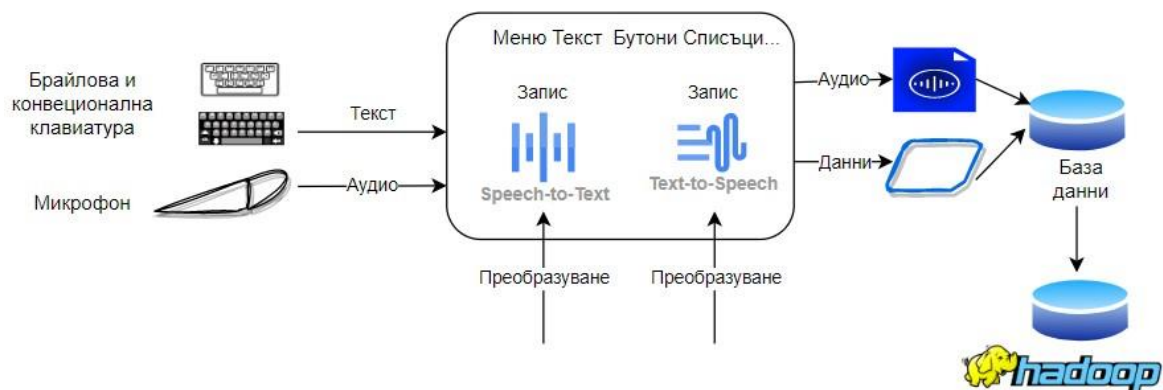 Меню Текст Бутони Списъци...
Брайлова и
конвеционална
клавиатура
Текст
Запис
Запис
Аудио
Микрофон
Аудио
Speech-to-Text
Text-to-Speech
Данни
База
данни
Преобразуване
Преобразуване
hadoop